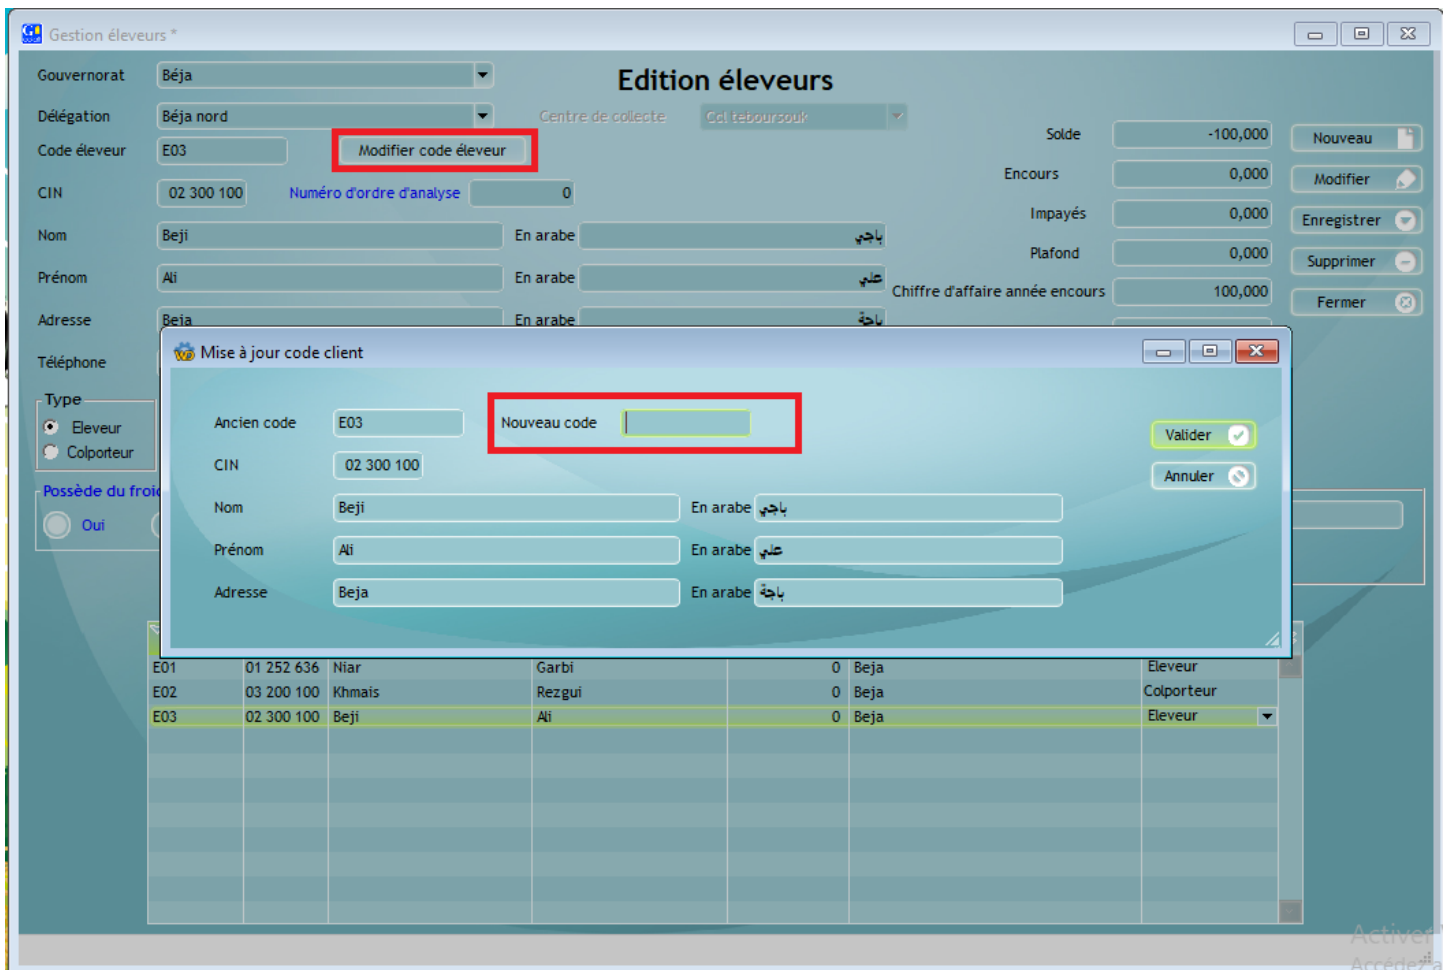 Gestion éleveurs *
Gouvernorat Béja
Edition éleveurs
Délégation Béja nord Centre de collecte Ccl teboursouk
Solde -100,000 Nouveau
Code éleveur E03 Modifier code éleveur
Encours 0,000 Modifier
CIN 02 300 100 Numéro d'ordre d'analyse 0
Impayés 0,000 Enregistrer
Nom Beji En arabe باجي
Plafond 0,000 Supprimer
Prénom Ali En arabe علي
Chiffre d'affaire année encours 100,000 Fermer
Adresse Beja En arabe باجة
Téléphone
Type
Eleveur
Colporteur
Possède du froi
Oui
Mise à jour code client
Ancien code E03 Nouveau code
Valider
CIN 02 300 100
Annuler
Nom Beji En arabe باجي
Prénom Ali En arabe علي
Adresse Beja En arabe باجة
E01 01 252 636 Niar Garbi 0 Beja Eleveur
E02 03 200 100 Khmais Rezgui 0 Beja Colporteur
E03 02 300 100 Beji Ali 0 Beja Eleveur
Activer
Accédez a